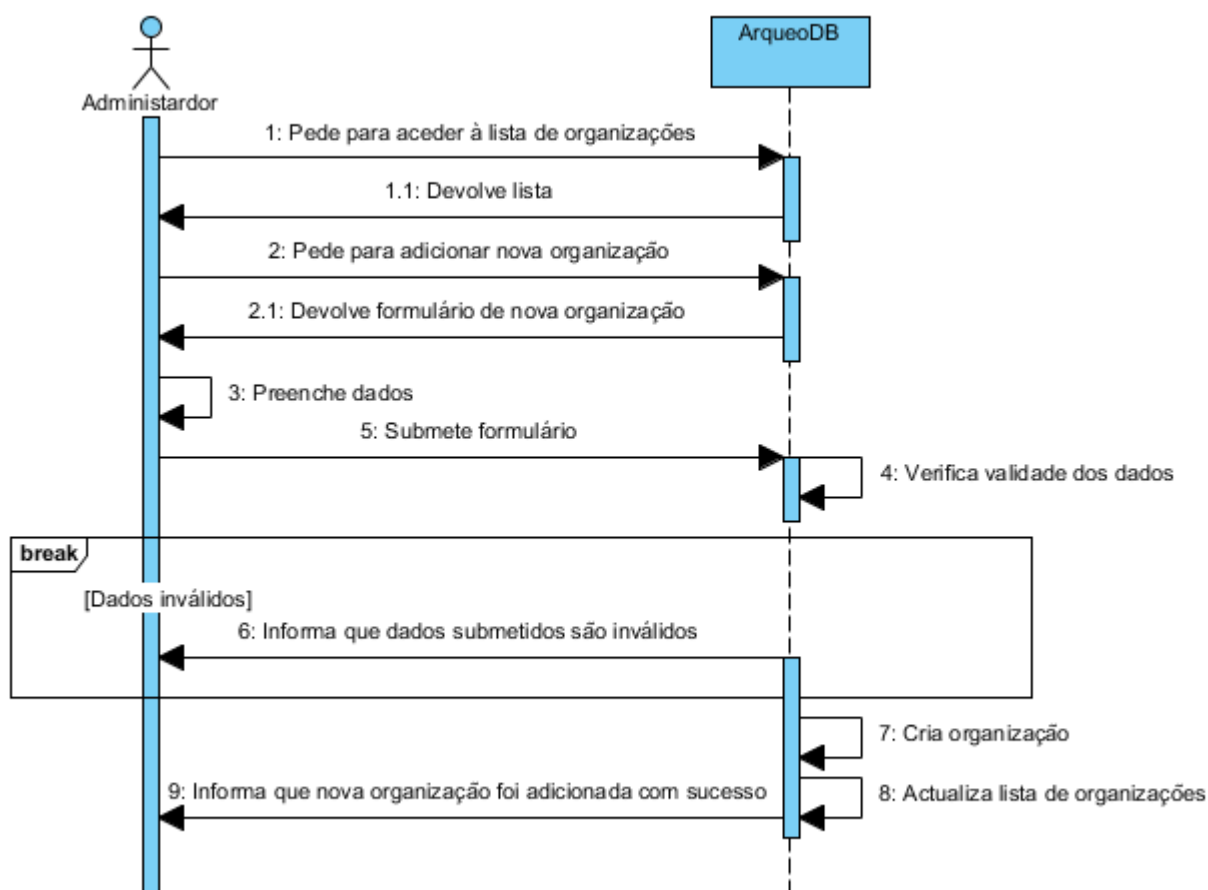 ArqueoDB
Administardor
1: Pede para aceder à lista de organizações
1.1: Devolve lista
2: Pede para adicionar nova organização
2.1: Devolve formulário de nova organização
3: Preenche dados
5: Submete formulário
4: Verifica validade dos dados
break
[Dados inválidos]
6: Informa que dados submetidos são inválidos
7: Cria organização
9: Informa que nova organização foi adicionada com sucesso
8: Actualiza lista de organizações